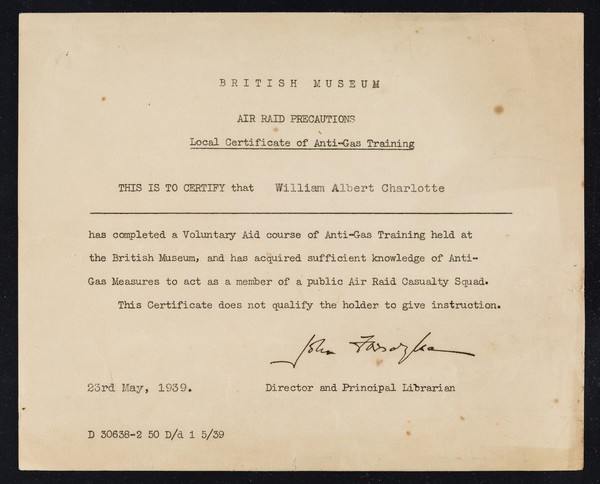 BRITISH MUSEUM
AIR RAID PRECAUTIONS
Local Certificate of Anti-Gas Training
THIS IS TO CERTIFY that William Albert Charlotte
has completed a Voluntary Aid course of Anti-Gas Training held at
the British Museum, and has acquired sufficient knowledge of Anti-
Gas Measures to act as a member of a public Air Raid Casualty Squad.
This Certificate does not qualify the holder to give instruction.
John Forsdyke
23rd May, 1939. Director and Principal Librarian
D 30638-2 50 D/d 1 5/39